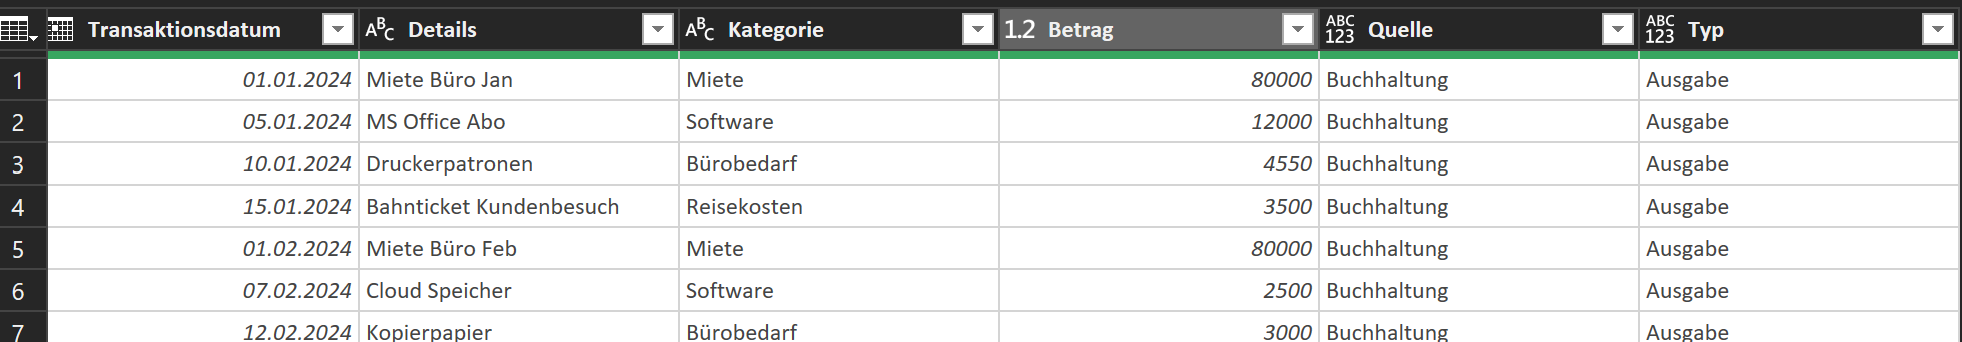 Transaktionsdatum ABC Details ABC Kategorie 1.2 Betrag ABC 123 Quelle ABC 123 Typ
1 01.01.2024 Miete Büro Jan Miete 80000 Buchhaltung Ausgabe
2 05.01.2024 MS Office Abo Software 12000 Buchhaltung Ausgabe
3 10.01.2024 Druckerpatronen Bürobedarf 4550 Buchhaltung Ausgabe
4 15.01.2024 Bahnticket Kundenbesuch Reisekosten 3500 Buchhaltung Ausgabe
5 01.02.2024 Miete Büro Feb Miete 80000 Buchhaltung Ausgabe
6 07.02.2024 Cloud Speicher Software 2500 Buchhaltung Ausgabe
7 12.02.2024 Kopierpapier Bürobedarf 3000 Buchhaltung Ausgabe